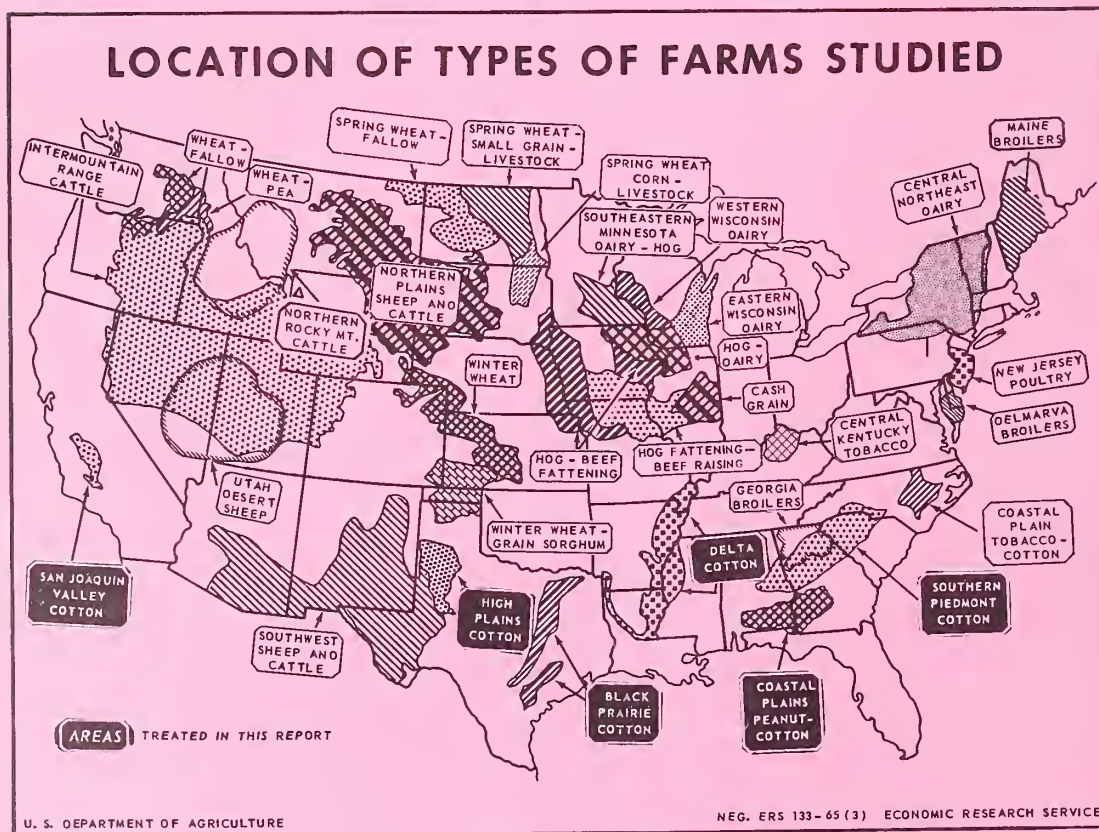 LOCATION OF TYPES OF FARMS STUDIED
INTERMOUNTAIN
RANGE
CATTLE
WHEAT-
FALLOW
WHEAT-
PEA
SPRING WHEAT-
FALLOW
SPRING WHEAT-
SMALL GRAIN-
LIVESTOCK
SPRING WHEAT
CORN-
LIVESTOCK
SOUTHEASTERN
MINNESOTA
OAIRY-HOG
WESTERN
WISCONSIN
OAIRY
CENTRAL
NORTHEAST
OAIRY
MAINE
BROILERS
NORTHERN
PLAINS
SHEEP AND
CATTLE
NORTHERN
ROCKY MT.
CATTLE
EASTERN
WISCONSIN
OAIRY
HOG-
OAIRY
WINTER
WHEAT
CASH
GRAIN
NEW JERSEY
POULTRY
OELMARVA
BROILERS
CENTRAL
KENTUCKY
TOBACCO
HOG-BEEF
FATTENING
HOG FATTENING—
BEEF RAISING
UTAH
DESERT
SHEEP
WINTER WHEAT-
GRAIN SORGHUM
GEORGIA
BROILERS
COASTAL
PLAIN
TOBACCO-
COTTON
SAN JOAQUIN
VALLEY
COTTON
SOUTHWEST
SHEEP AND
CATTLE
HIGH
PLAINS
COTTON
DELTA
COTTON
SOUTHERN
PIEDMONT
COTTON
BLACK
PRAIRIE
COTTON
COASTAL
PLAINS
PEANUT-
COTTON
AREAS TREATED IN THIS REPORT
U. S. OEPARTMENT OF AGRICULTURE
NEG. ERS 133-65(3) ECONOMIC RESEARCH SERVICE